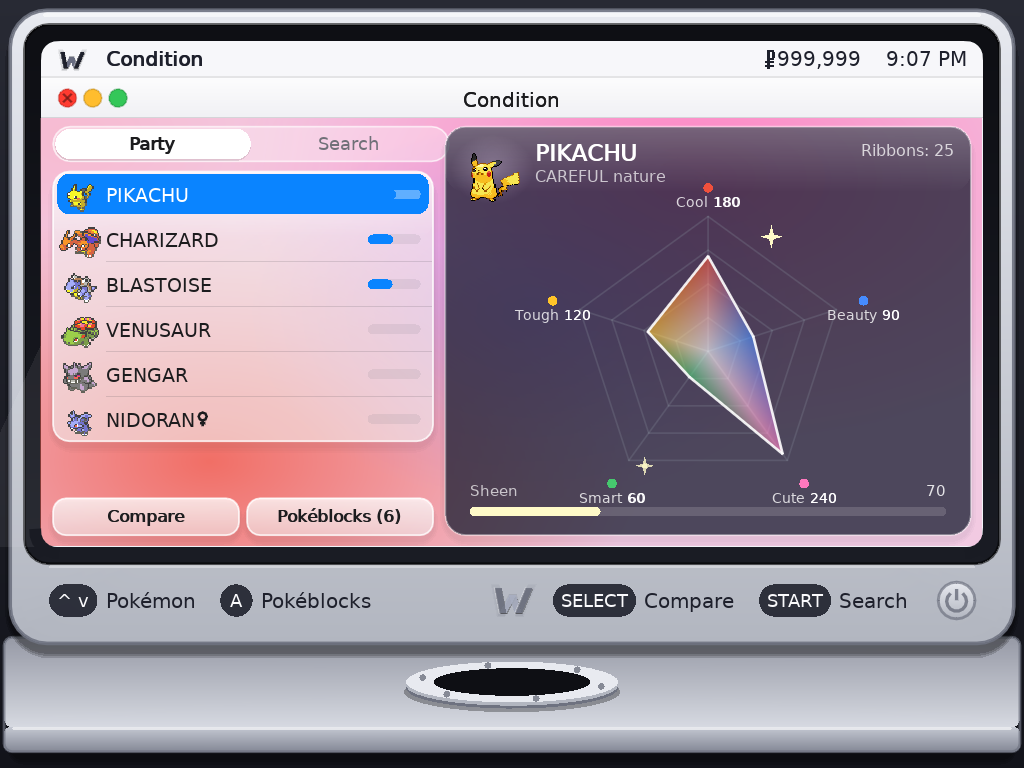 W Condition ₽999,999 9:07 PM
Condition
Party Search
PIKACHU
CHARIZARD
BLASTOISE
VENUSAUR
GENGAR
NIDORAN♀
Compare Pokéblocks (6)
PIKACHU
CAREFUL nature
Ribbons: 25
Cool 180
Tough 120
Beauty 90
Smart 60
Cute 240
Sheen 70
^ v Pokémon A Pokéblocks W SELECT Compare START Search